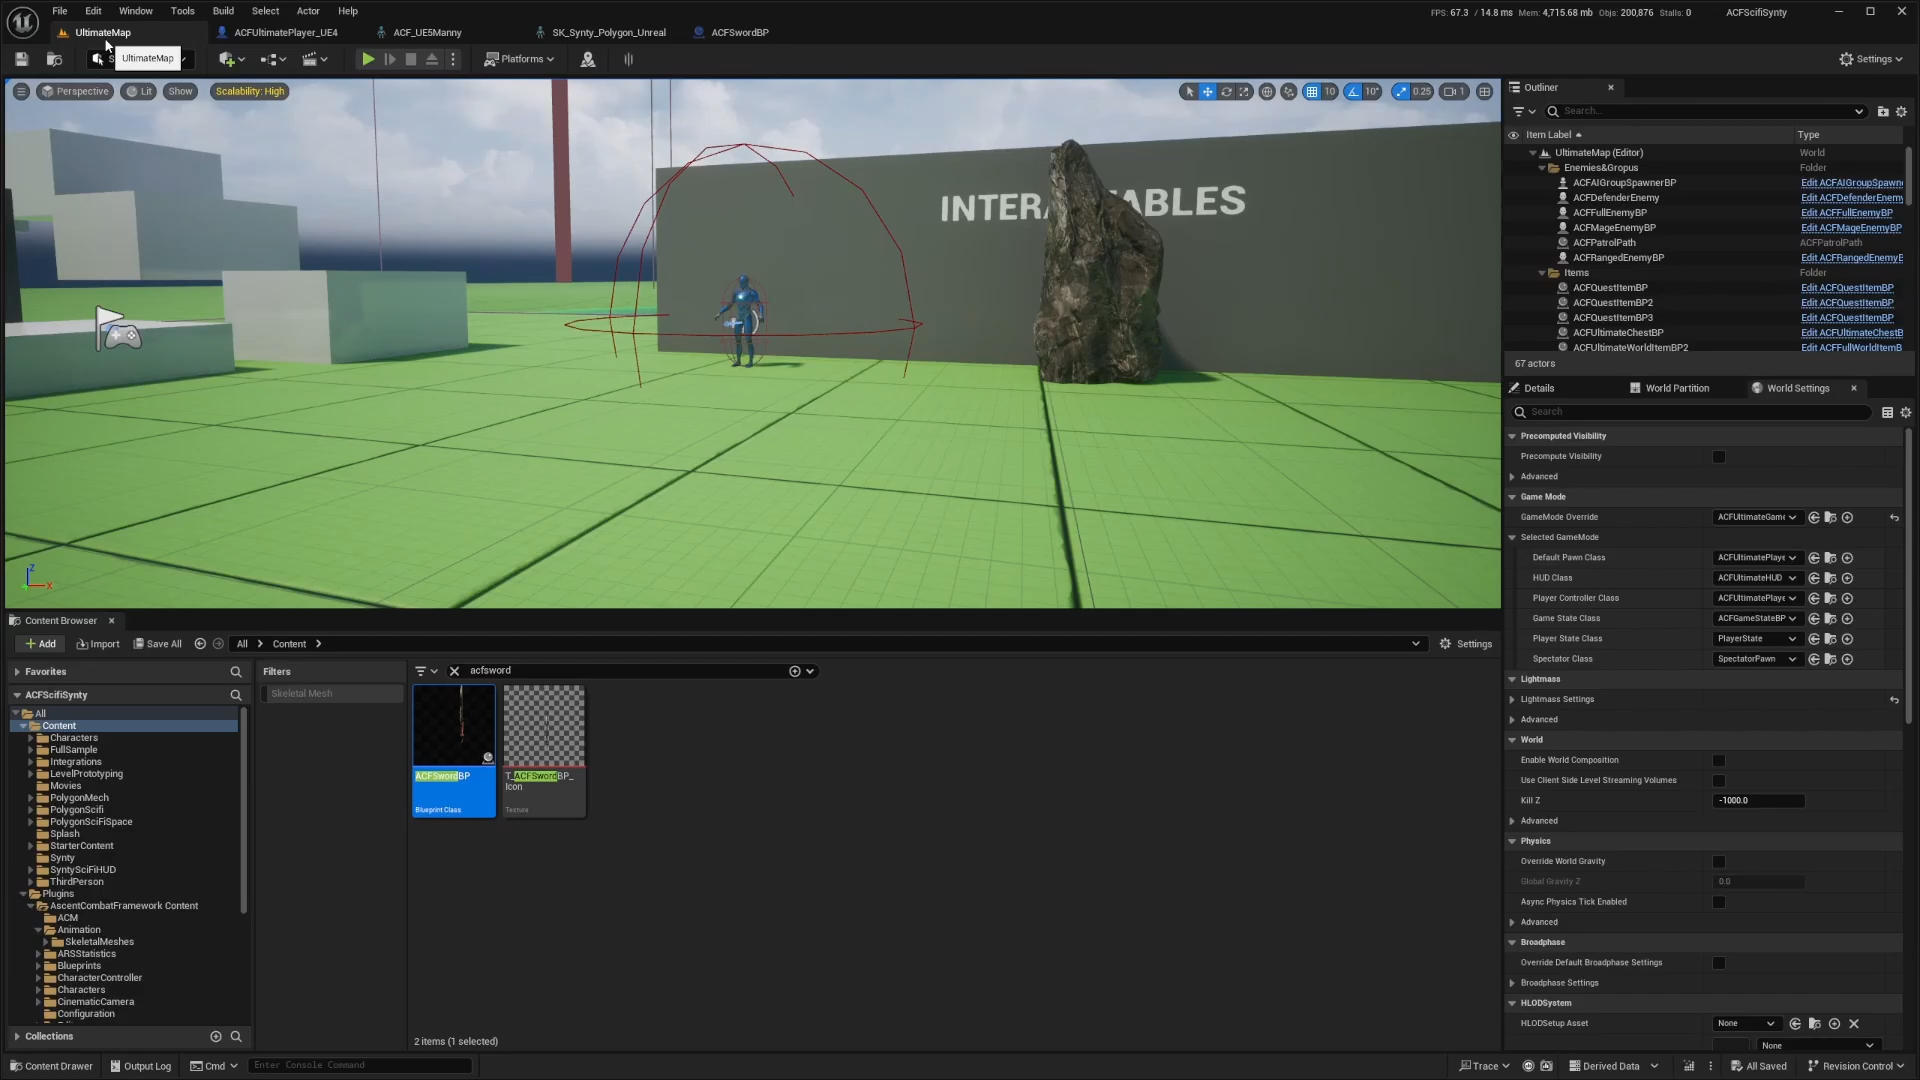 File Edit Window Tools Build Select Actor Help
FPS: 67.3 / 14.8 ms Mem: 4,715.68 mb Objs: 200,876 Stalls: 0
ACFScifiSynty
UltimateMap
ACFUltimatePlayer_UE4
ACF_UE5Manny
SK_Synty_Polygon_Unreal
ACFSwordBP
UltimateMap
Platforms
Settings
Perspective
Lit
Show
Scalability: High
10
10°
0.25
1
INTERA
ABLES
Z
X
Outliner
Search...
Item Label
Type
UltimateMap (Editor) World
Enemies&Gropus Folder
ACFAIGroupSpawnerBP Edit ACFAIGroupSpawn
ACFDefenderEnemy Edit ACFDefenderEnemy
ACFFullEnemyBP Edit ACFFullEnemyBP
ACFMageEnemyBP Edit ACFMageEnemyBP
ACFPatrolPath ACFPatrolPath
ACFRangedEnemyBP Edit ACFRangedEnemyE
Items Folder
ACFQuestItemBP Edit ACFQuestItemBP
ACFQuestItemBP2 Edit ACFQuestItemBP
ACFQuestItemBP3 Edit ACFQuestItemBP
ACFUltimateChestBP Edit ACFUltimateChestB
ACFUltimateWorldItemBP2 Edit ACFFullWorldItemB
67 actors
Details
World Partition
World Settings
Search
Precomputed Visibility
Precompute Visibility
Advanced
Game Mode
GameMode Override ACFUltimateGame
Selected GameMode
Default Pawn Class ACFUltimatePlaye
HUD Class ACFUltimateHUD
Player Controller Class ACFUltimatePlaye
Game State Class ACFGameStateBP
Player State Class PlayerState
Spectator Class SpectatorPawn
Lightmass
Lightmass Settings
Advanced
World
Enable World Composition
Use Client Side Level Streaming Volumes
Kill Z -1000.0
Advanced
Physics
Override World Gravity
Global Gravity Z 0.0
Async Physics Tick Enabled
Advanced
Broadphase
Override Default Broadphase Settings
Broadphase Settings
HLODSystem
HLODSetup Asset None
None
Content Browser
Add
Import
Save All
All
Content
Settings
Favorites
ACFScifiSynty
All
Content
Characters
FullSample
Integrations
LevelPrototyping
Movies
PolygonMech
PolygonScifi
PolygonSciFiSpace
Splash
StarterContent
Synty
SyntySciFiHUD
ThirdPerson
Plugins
AscentCombatFramework Content
ACM
Animation
SkeletalMeshes
ARSStatistics
Blueprints
CharacterController
Characters
CinematicCamera
Configuration
Collections
Filters
Skeletal Mesh
acfsword
ACFSwordBP
Blueprint Class
T_ACFSwordBP_
Icon
Texture
2 items (1 selected)
Content Drawer
Output Log
Cmd
Enter Console Command
Trace
Derived Data
All Saved
Revision Control